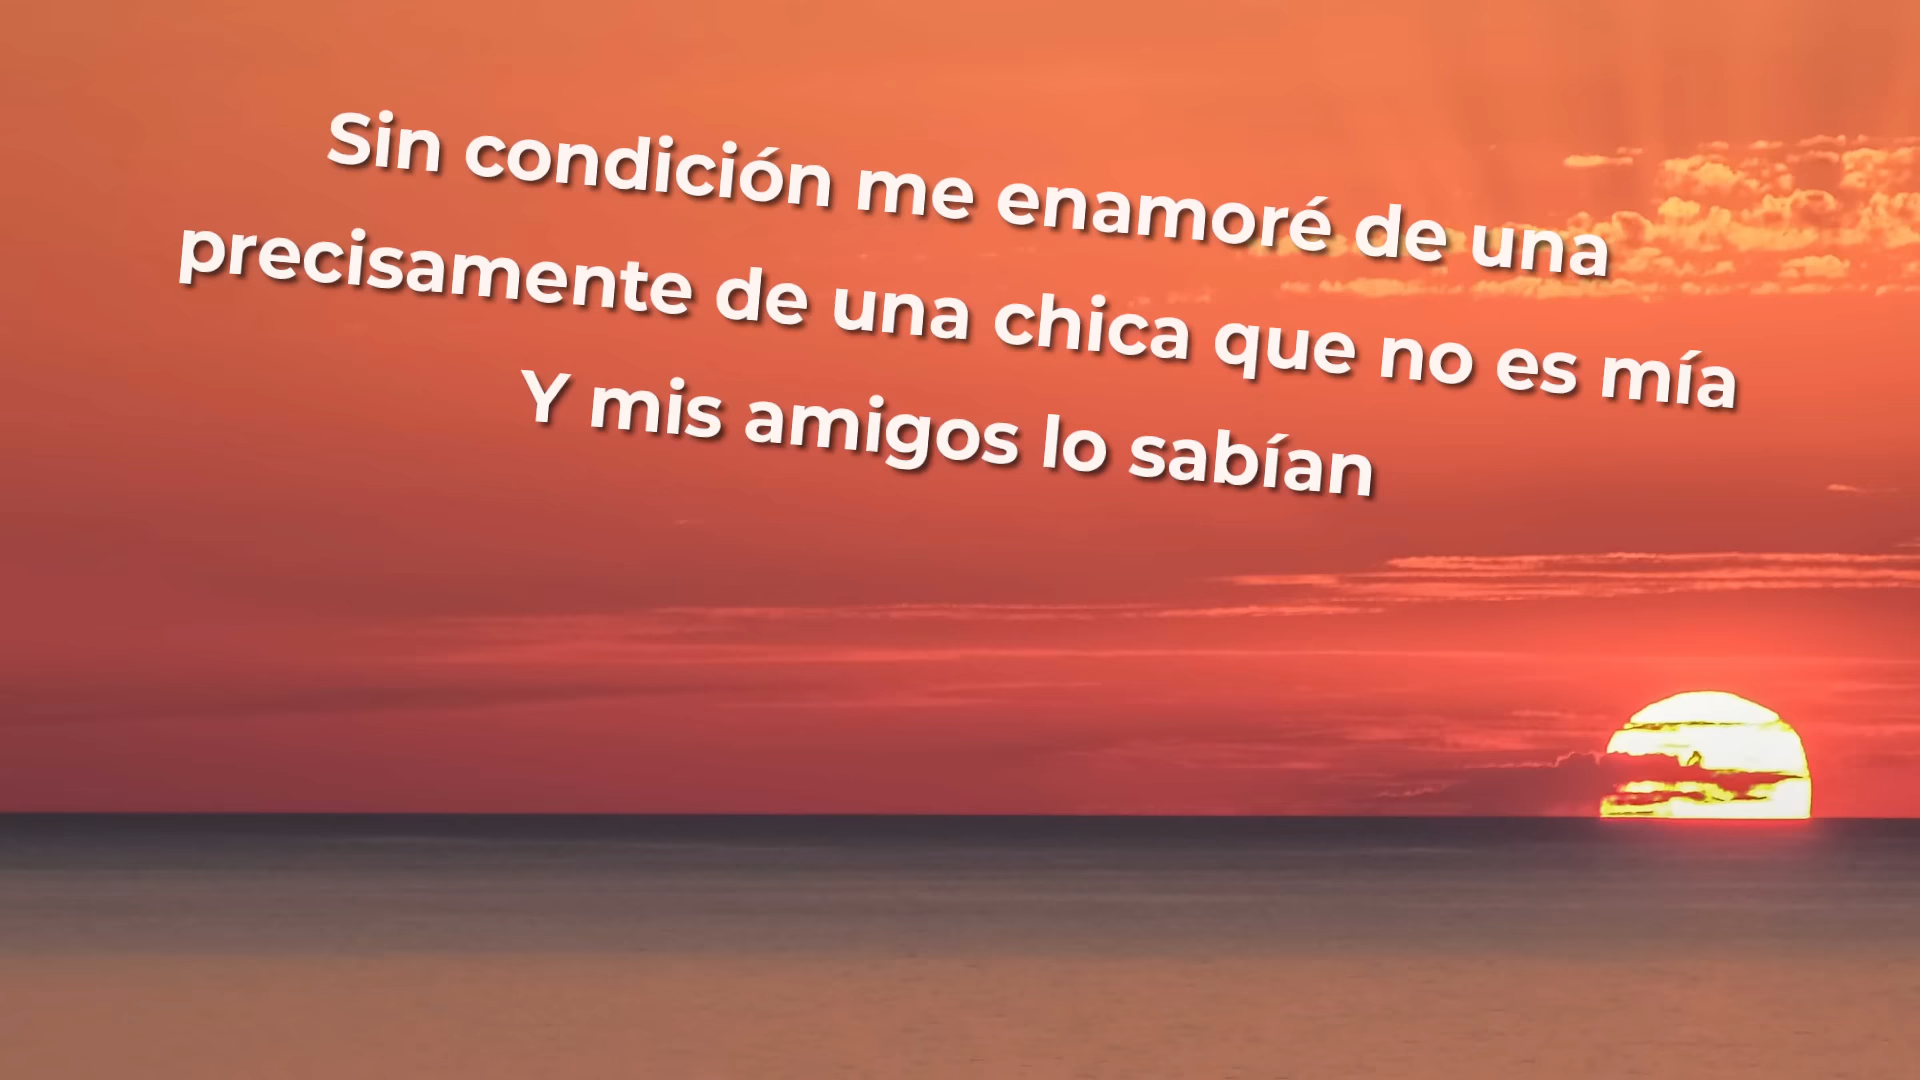 Sin condición me enamoré de una
precisamente de una chica que no es mía
Y mis amigos lo sabían